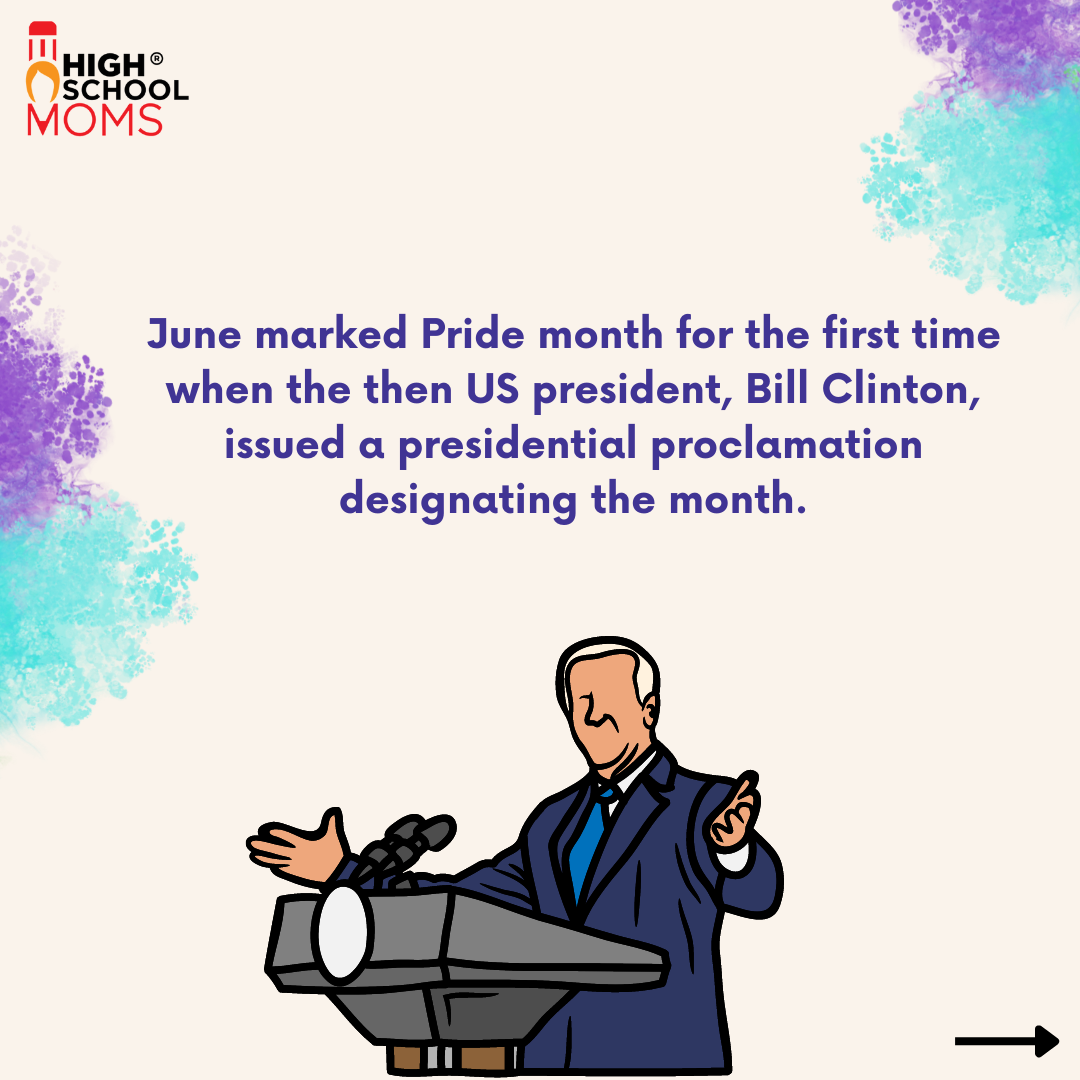 HIGH®
SCHOOL
MOMS
June marked Pride month for the first time
when the then US president, Bill Clinton,
issued a presidential proclamation
designating the month.